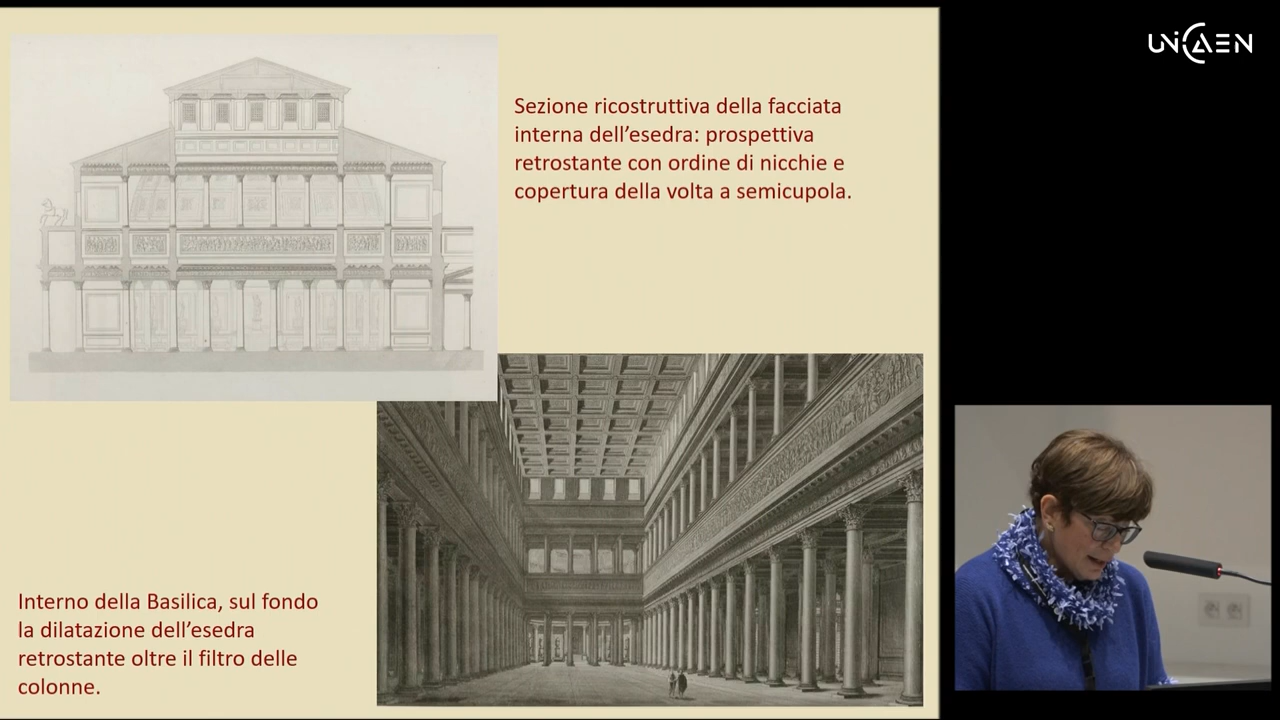 UNICAEN
Sezione ricostruttiva della facciata
interna dell'esedra: prospettiva
retrostante con ordine di nicchie e
copertura della volta a semicupola.
Interno della Basilica, sul fondo
la dilatazione dell'esedra
retrostante oltre il filtro delle
colonne.